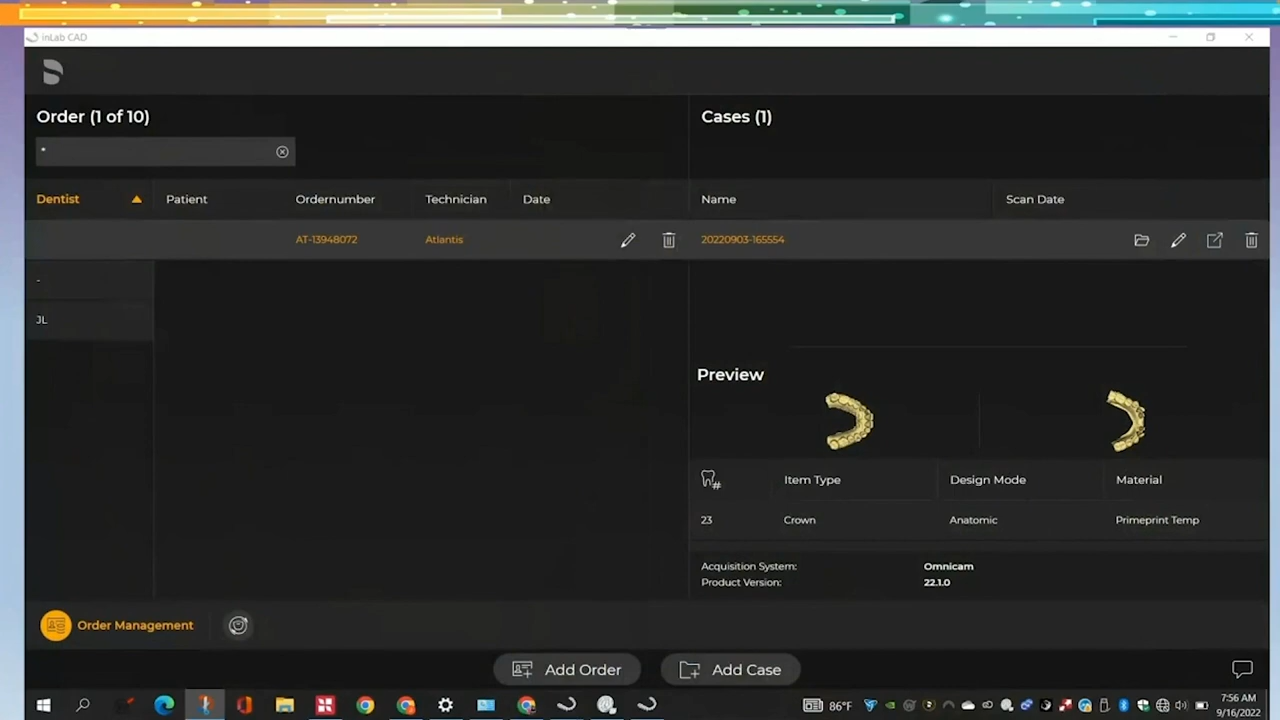 inLab CAD
Order (1 of 10)
Cases (1)
*
Dentist Patient Ordernumber Technician Date Name Scan Date
AT-13948072 Atlantis 20220903-165554
-
JL
Preview
# Item Type Design Mode Material
23 Crown Anatomic Primeprint Temp
Acquisition System: Omnicam
Product Version: 22.1.0
Order Management
Add Order Add Case
86°F 7:56 AM
9/16/2022